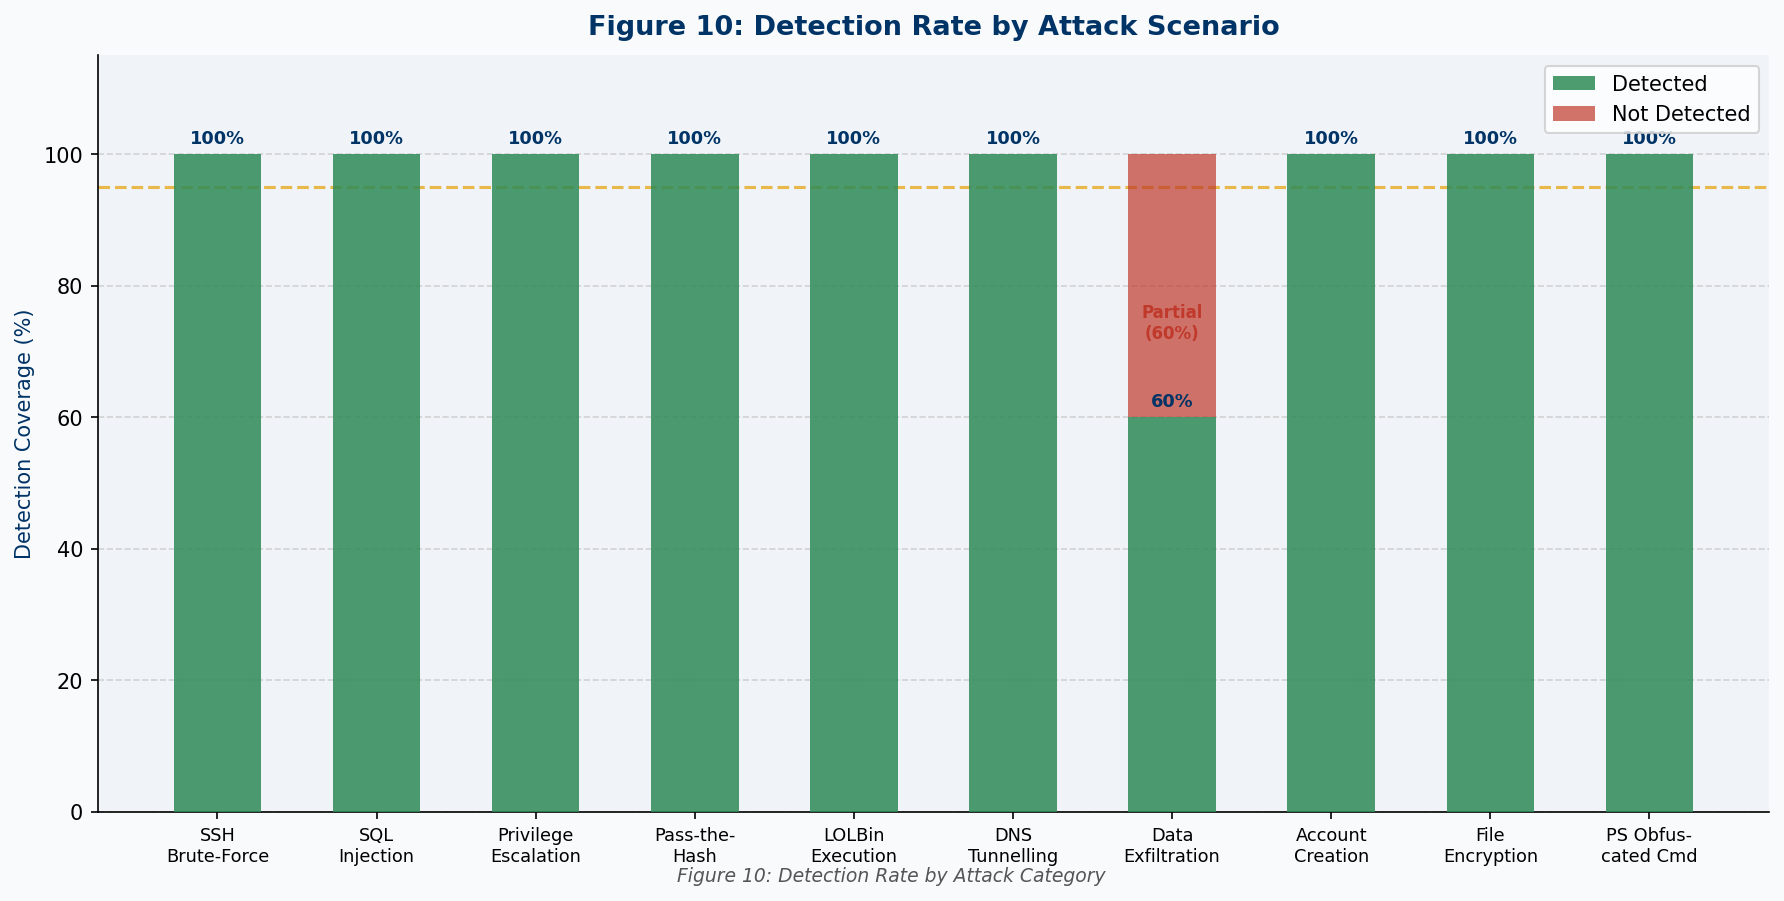 Figure 10: Detection Rate by Attack Scenario
Detected
Not Detected
100%
100%
100%
100%
100%
100%
100%
100%
100%
Partial
(60%)
60%
Detection Coverage (%)
100
80
60
40
20
0
SSH
Brute-Force
SQL
Injection
Privilege
Escalation
Pass-the-
Hash
LOLBin
Execution
DNS
Tunnelling
Data
Exfiltration
Account
Creation
File
Encryption
PS Obfus-
cated Cmd
Figure 10: Detection Rate by Attack Category